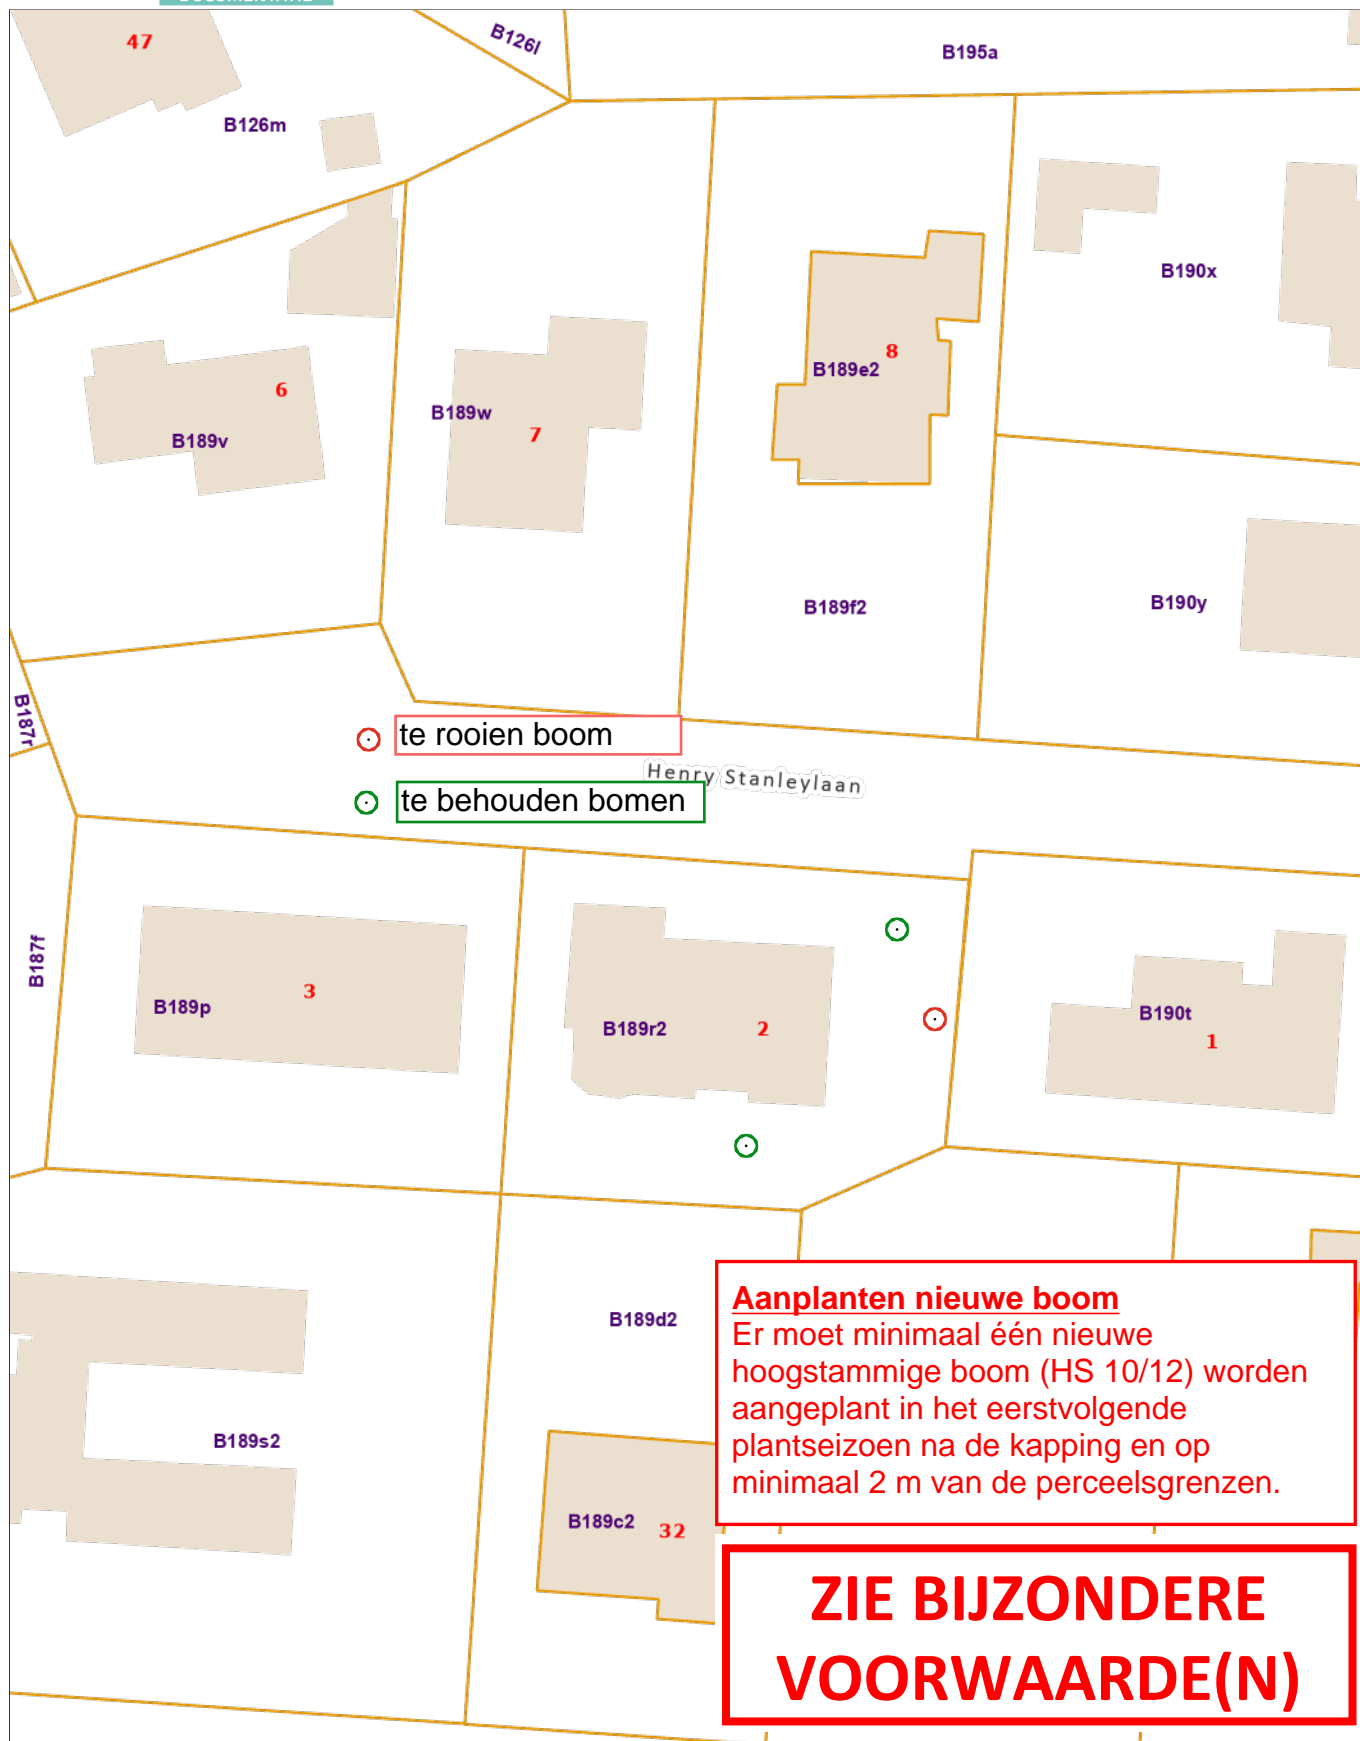 47
B126l
B195a
B126m
B190x
8
B189e2
6
B189w
7
B189v
B189f2
B190y
B187r
te rooien boom
Henry Stanleylaan
te behouden bomen
B187f
3
B189p
B189r2
2
B190t
1
B189d2
Aanplanten nieuwe boom
Er moet minimaal één nieuwe
hoogstammige boom (HS 10/12) worden
aangeplant in het eerstvolgende
plantseizoen na de kapping en op
minimaal 2 m van de perceelsgrenzen.
B189s2
B189c2
32
ZIE BIJZONDERE
VOORWAARDE(N)